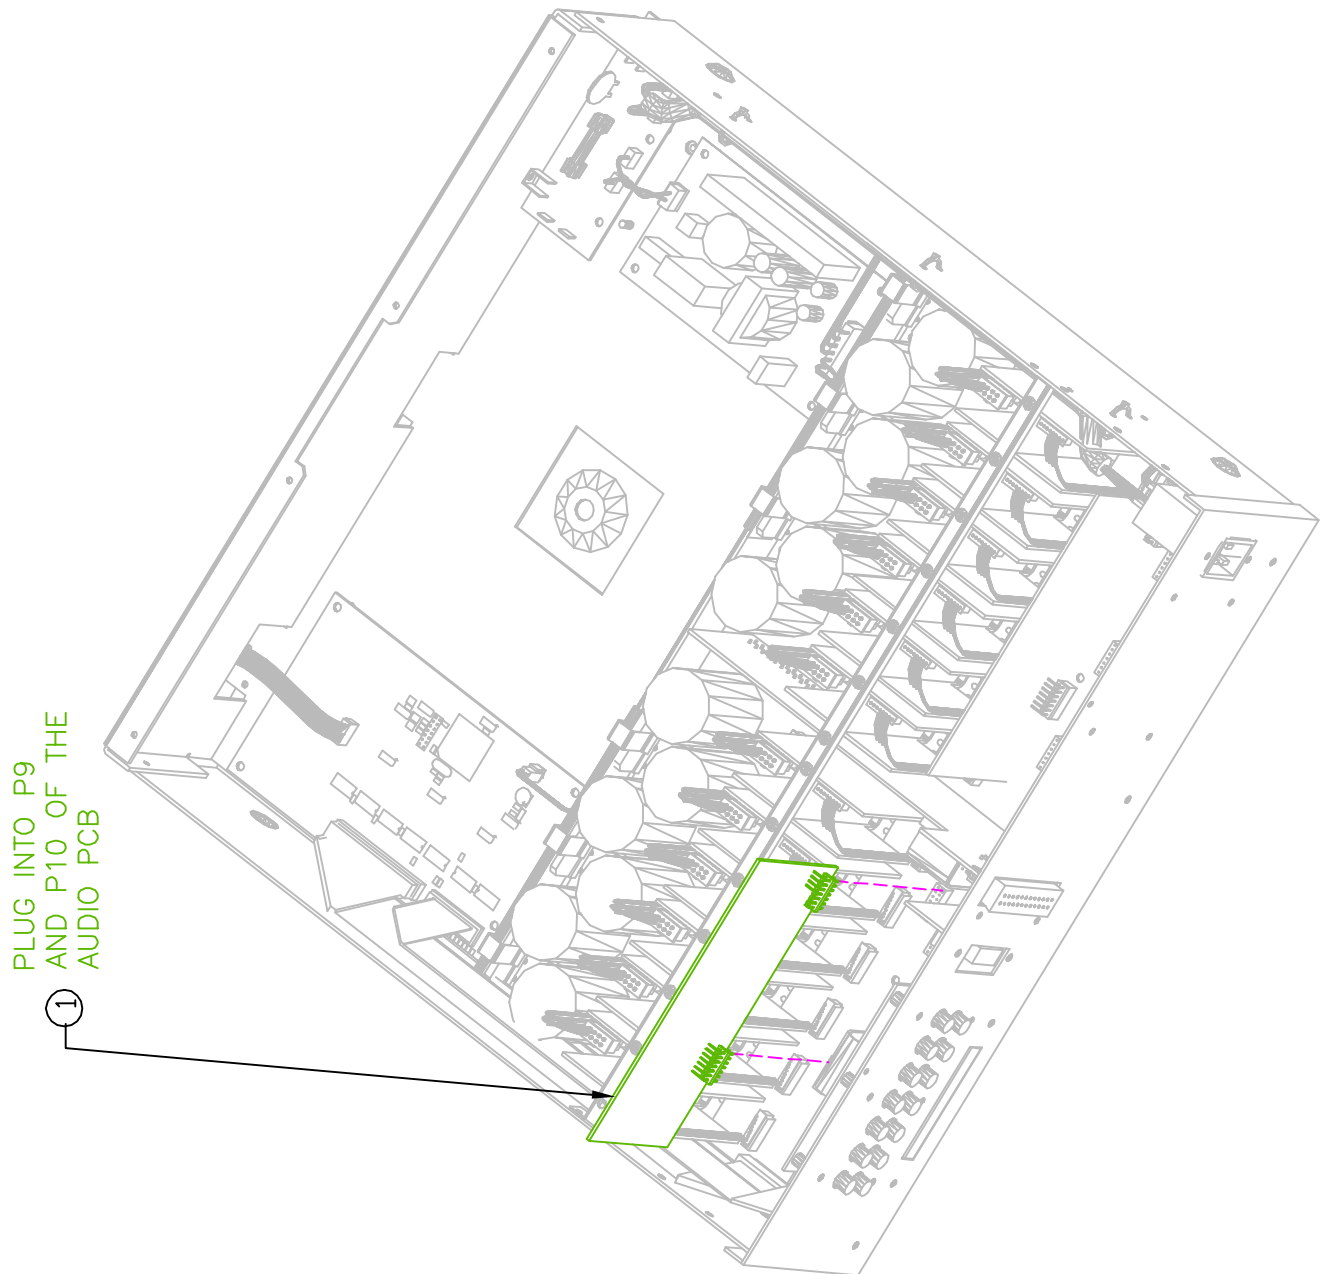 PLUG INTO P9
AND P10 OF THE
AUDIO PCB
1